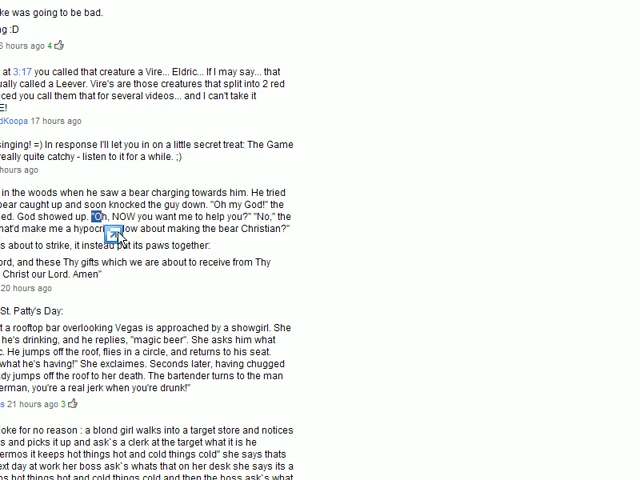 ke was going to be bad.
g :D
6 hours ago 4
at 3:17 you called that creature a Vire... Eldric... If I may say... that
ually called a Leever. Vire's are those creatures that split into 2 red
ced you call them that for several videos... and I can't take it
E!
dKoopa 17 hours ago
singing! =) In response I'll let you in on a little secret treat: The Game
really quite catchy - listen to it for a while. ;)
hours ago
in the woods when he saw a bear charging towards him. He tried
bear caught up and soon knocked the guy down. "Oh my God!" the
ed. God showed up. "Oh, NOW you want me to help you?" "No," the
hat'd make me a hypocr low about making the bear Christian?"
s about to strike, it instead put its paws together:
ord, and these Thy gifts which we are about to receive from Thy
Christ our Lord. Amen"
20 hours ago
St. Patty's Day:
t a rooftop bar overlooking Vegas is approached by a showgirl. She
he's drinking, and he replies, "magic beer". She asks him what
c. He jumps off the roof, flies in a circle, and returns to his seat.
what he's having!" She exclaimes. Seconds later, having chugged
dy jumps off the roof to her death. The bartender turns to the man
erman, you're a real jerk when you're drunk!"
s 21 hours ago 3
oke for no reason : a blond girl walks into a target store and notices
s and picks it up and ask`s a clerk at the target what it is he
ermos it keeps hot things hot and cold things cold" she says thats
ext day at work her boss ask`s whats that on her desk she says its a
s hot things hot and cold things cold and then the boss ask`s what